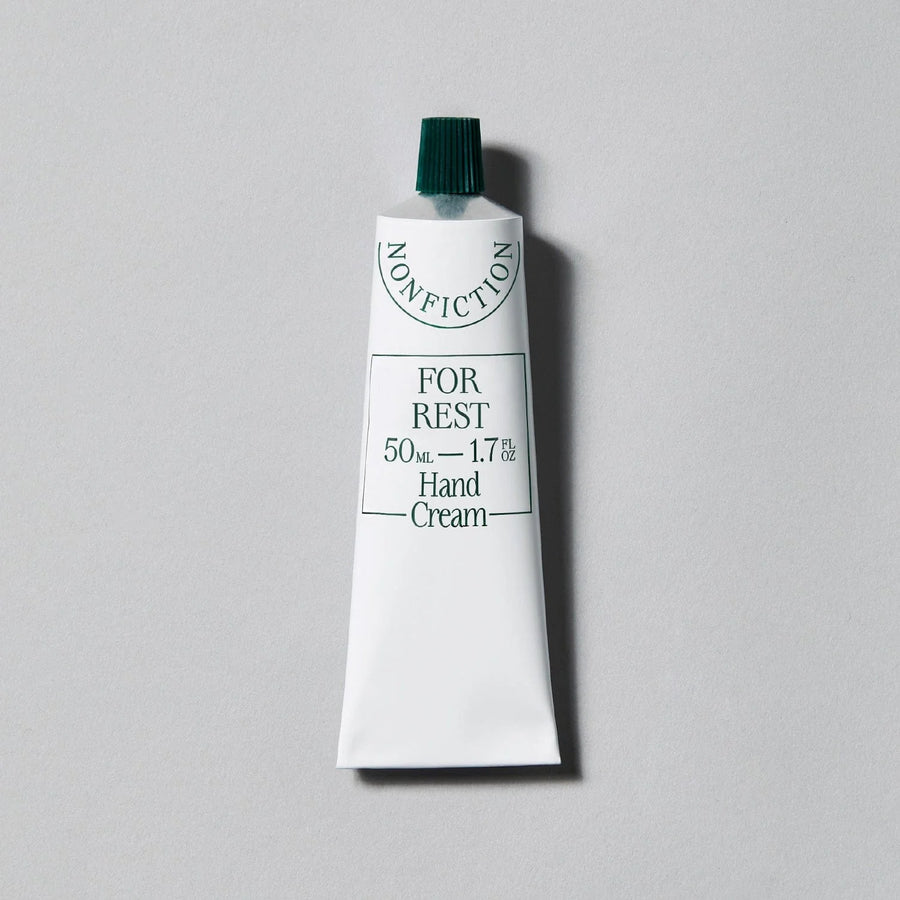 NONFICTION
FOR
REST
50ML — 1.7 FL OZ
Hand
Cream